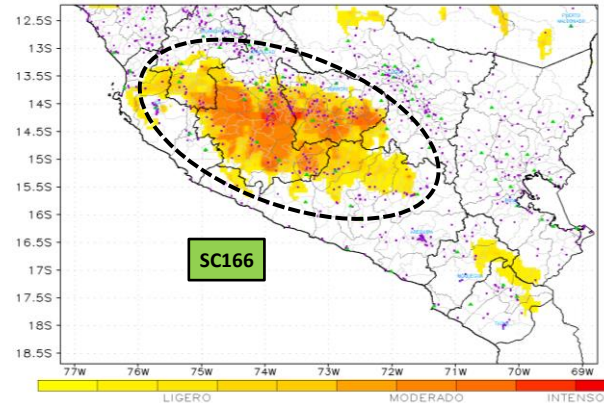 12.5S
13S
13.5S
14S
14.5S
15S
15.5S
16S
16.5S
17S
17.5S
18S
18.5S
SC166
77W 76W 75W 74W 73W 72W 71W 70W 69W
LIGERO MODERADO INTENSO